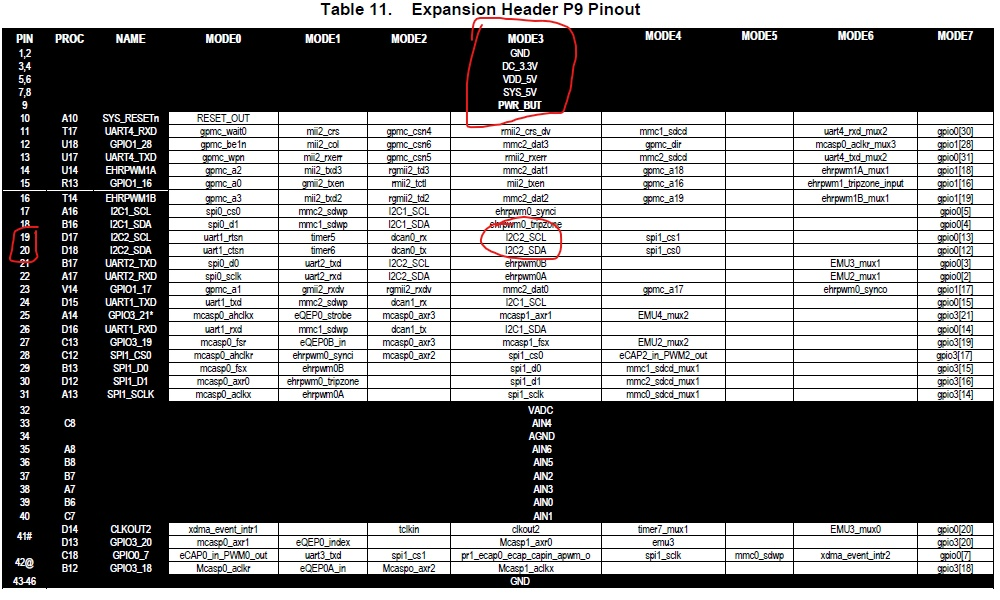 Table 11. Expansion Header P9 Pinout
PIN PROC NAME MODE0 MODE1 MODE2 MODE3 MODE4 MODE5 MODE6 MODE7
1,2 GND
3,4 DC_3.3V
5,6 VDD_5V
7,8 SYS_5V
9 PWR_BUT
10 A10 SYS_RESETn RESET_OUT
11 T17 UART4_RXD gpmc_wait0 mii2_crs gpmc_csn4 rmii2_crs_dv mmc1_sdcd uart4_rxd_mux2 gpio0[30]
12 U18 GPIO1_28 gpmc_be1n mii2_col gpmc_csn6 mmc2_dat3 gpmc_dir mcasp0_aclkr_mux3 gpio1[28]
13 U17 UART4_TXD gpmc_wpn mii2_rxerr gpmc_csn5 rmii2_rxerr mmc2_sdcd uart4_txd_mux2 gpio0[31]
14 U14 EHRPWM1A gpmc_a2 mii2_txd3 rgmii2_td3 mmc2_dat1 gpmc_a18 ehrpwm1A_mux1 gpio1[18]
15 R13 GPIO1_16 gpmc_a0 gmii2_txen rmii2_tctl mii2_txen gpmc_a16 ehrpwm1_tripzone_input gpio1[16]
16 T14 EHRPWM1B gpmc_a3 mii2_txd2 rgmii2_td2 mmc2_dat2 gpmc_a19 ehrpwm1B_mux1 gpio1[19]
17 A16 I2C1_SCL spi0_cs0 mmc2_sdwp I2C1_SCL ehrpwm0_synci gpio0[5]
18 B16 I2C1_SDA spi0_d1 mmc1_sdwp I2C1_SDA ehrpwm0_tripzone gpio0[4]
19 D17 I2C2_SCL uart1_rtsn timer5 dcan0_rx I2C2_SCL spi1_cs1 gpio0[13]
20 D18 I2C2_SDA uart1_ctsn timer6 dcan0_tx I2C2_SDA spi1_cs0 gpio0[12]
21 B17 UART2_TXD spi0_d0 uart2_txd I2C2_SCL ehrpwm0B EMU3_mux1 gpio0[3]
22 A17 UART2_RXD spi0_sclk uart2_rxd I2C2_SDA ehrpwm0A EMU2_mux1 gpio0[2]
23 V14 GPIO1_17 gpmc_a1 gmii2_rxdv rgmii2_rxdv mmc2_dat0 gpmc_a17 ehrpwm0_synco gpio1[17]
24 D15 UART1_TXD uart1_txd mmc2_sdwp dcan1_rx I2C1_SCL gpio0[15]
25 A14 GPIO3_21* mcasp0_ahclkx eQEP0_strobe mcasp0_axr3 mcasp1_axr1 EMU4_mux2 gpio3[21]
26 D16 UART1_RXD uart1_rxd mmc1_sdwp dcan1_tx I2C1_SDA gpio0[14]
27 C13 GPIO3_19 mcasp0_fsr eQEP0B_in mcasp0_axr3 mcasp1_fsx EMU2_mux2 gpio3[19]
28 C12 SPI1_CS0 mcasp0_ahclkr ehrpwm0_synci mcasp0_axr2 spi1_cs0 eCAP2_in_PWM2_out gpio3[17]
29 B13 SPI1_D0 mcasp0_fsx ehrpwm0B spi1_d0 mmc1_sdcd_mux1 gpio3[15]
30 D12 SPI1_D1 mcasp0_axr0 ehrpwm0_tripzone spi1_d1 mmc2_sdcd_mux1 gpio3[16]
31 A13 SPI1_SCLK mcasp0_aclkx ehrpwm0A spi1_sclk mmc0_sdcd_mux1 gpio3[14]
32 VADC
33 C8 AIN4
34 AGND
35 A8 AIN6
36 B8 AIN5
37 B7 AIN2
38 A7 AIN3
39 B6 AIN0
40 C7 AIN1
41# D14 CLKOUT2 xdma_event_intr1 tclkin clkout2 timer7_mux1 EMU3_mux0 gpio0[20]
D13 GPIO3_20 mcasp0_axr1 eQEP0_index Mcasp1_axr0 emu3 gpio3[20]
42@ C18 GPIO0_7 eCAP0_in_PWM0_out uart3_txd spi1_cs1 pr1_ecap0_ecap_capin_apwm_o spi1_sclk mmc0_sdwp xdma_event_intr2 gpio0[7]
B12 GPIO3_18 Mcasp0_aclkr eQEP0A_in Mcaspo_axr2 Mcasp1_aclkx gpio3[18]
43-46 GND